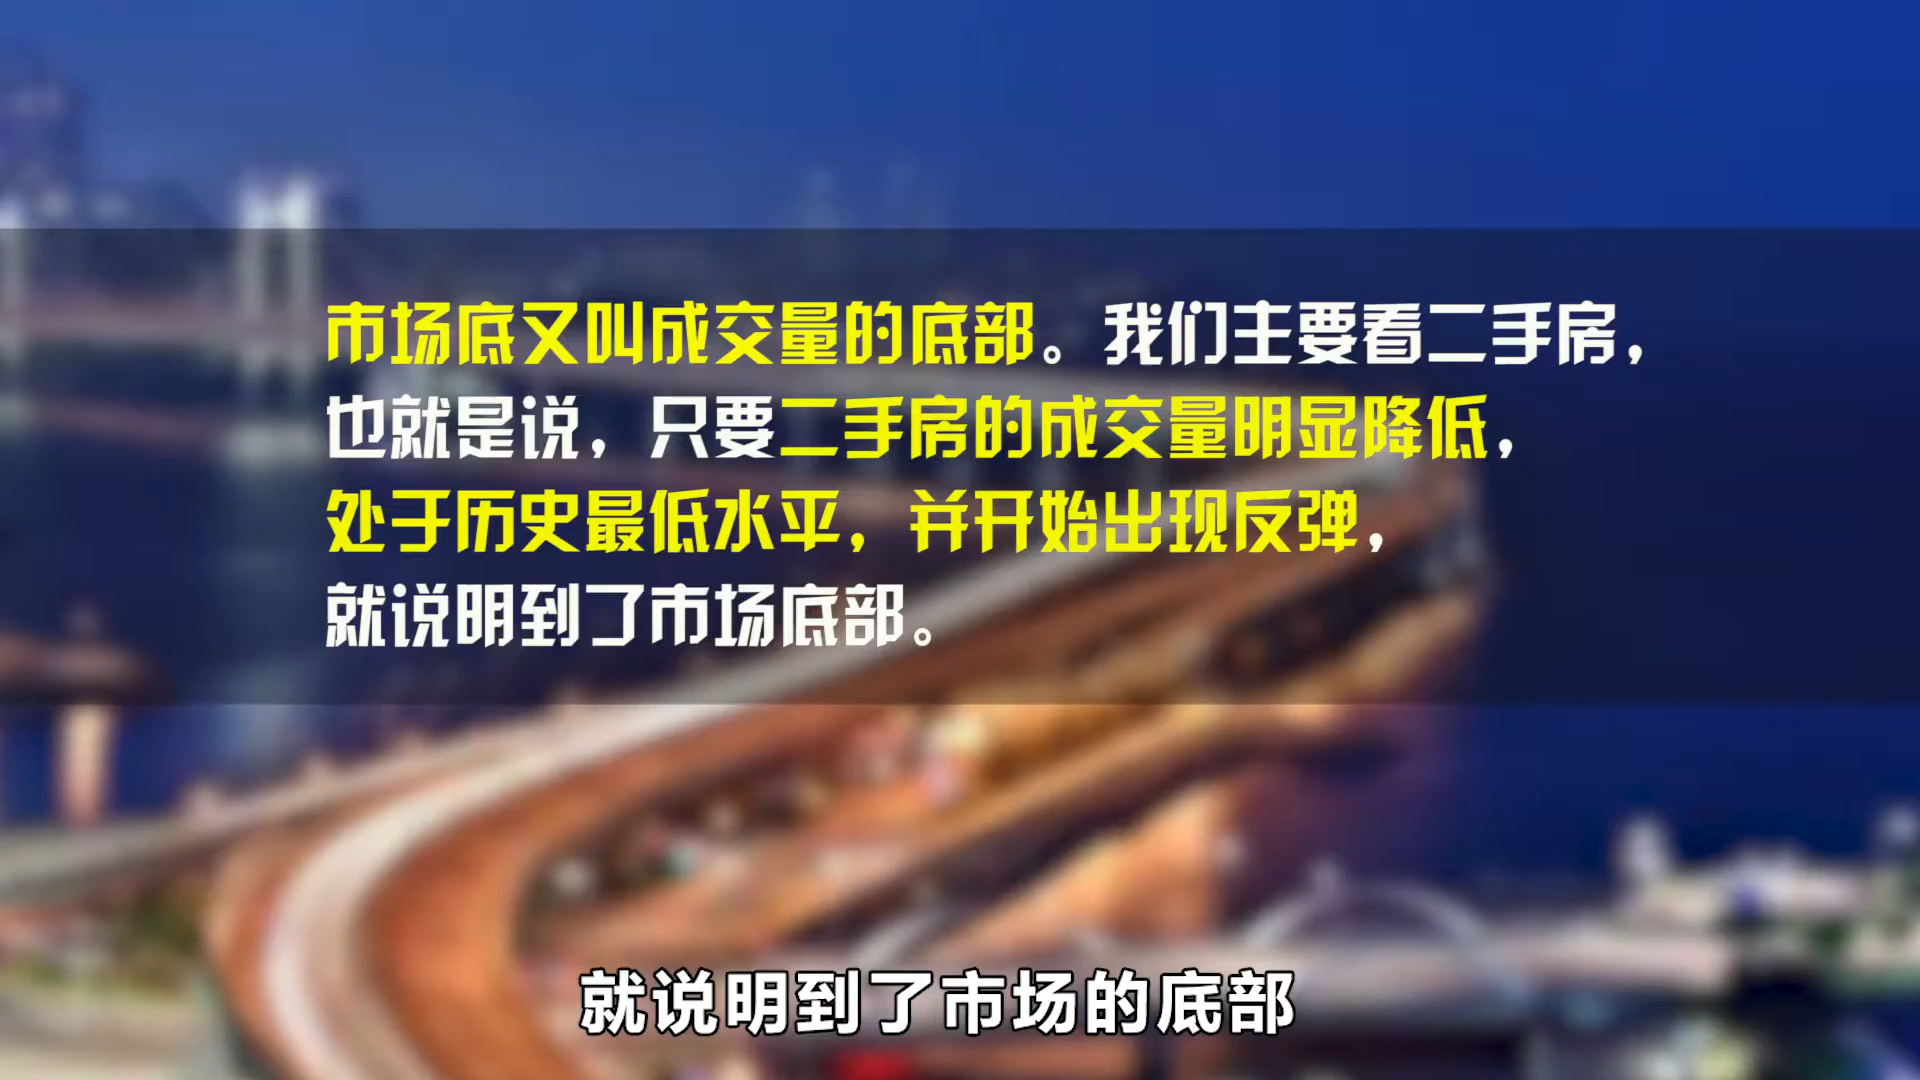 市场底又叫成交量的底部。我们主要看二手房，
也就是说，只要二手房的成交量明显降低，
处于历史最低水平，并开始出现反弹，
就说明到了市场底部。
就说明到了市场的底部